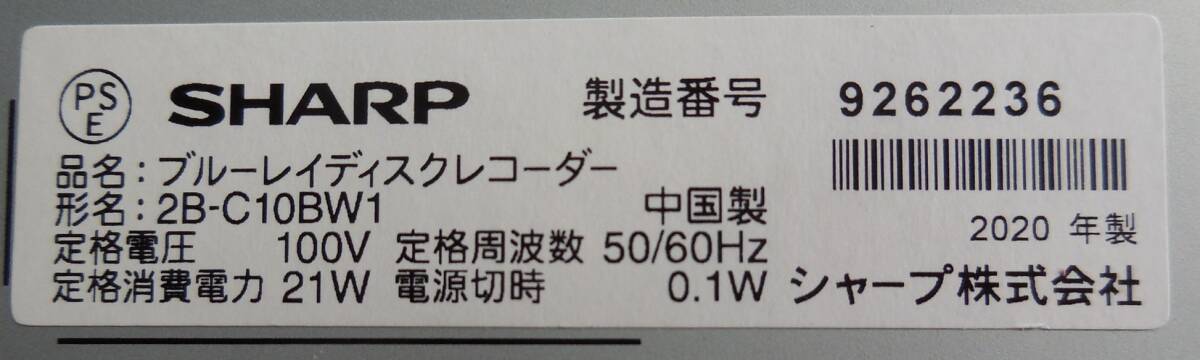 PS E SHARP 製造番号 9262236
品名:ブルーレイディスクレコーダー
形名:2B-C10BW1 中国製
2020 年製
定格電圧 100V 定格周波数 50/60Hz
定格消費電力 21W 電源切時 0.1W シャープ株式会社